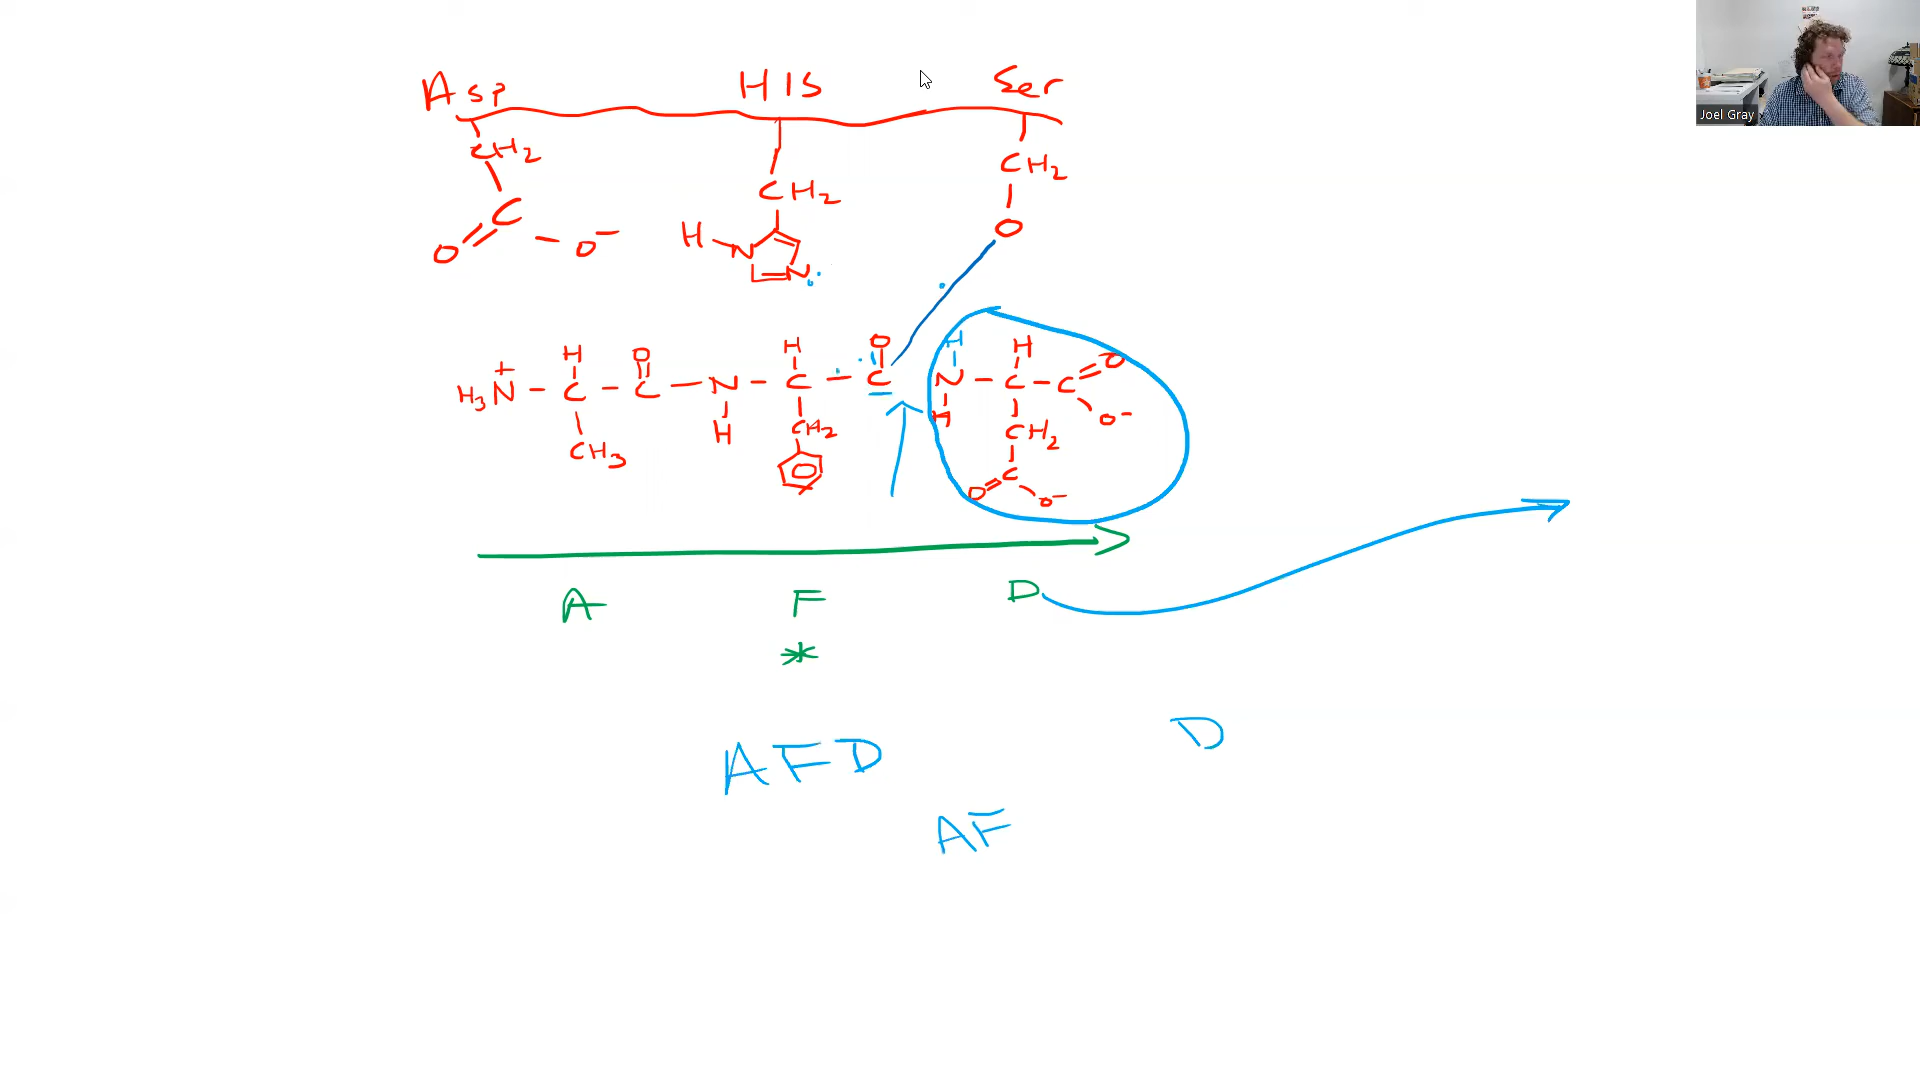 Asp HIS Ser
CH2 CH2 CH2
C
O O-
H N N
O
H3N+ - C - C - N - C - C N - C - C
H O H O H H O
H CH3 H CH2 H CH2 O-
C
O O-
A F D
*
AFD D
AF
Joel Gray